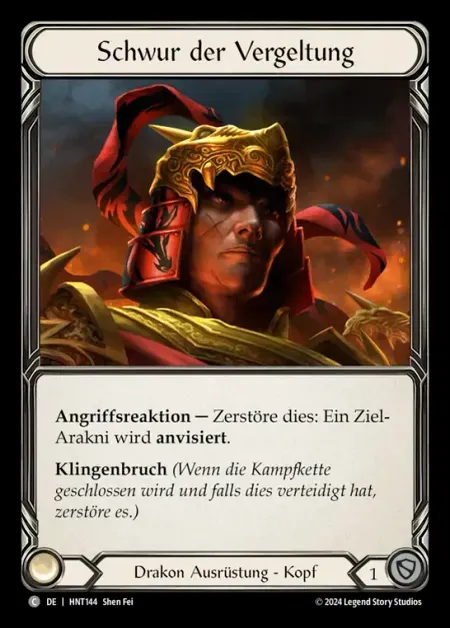 Schwur der Vergeltung
Angriffsreaktion — Zerstöre dies: Ein Ziel-
Arakni wird anvisiert.
Klingenbruch (Wenn die Kampfkette
geschlossen wird und falls dies verteidigt hat,
zerstöre es.)
Drakon Ausrüstung - Kopf
1
C DE | HNT144 Shen Fei
© 2024 Legend Story Studios